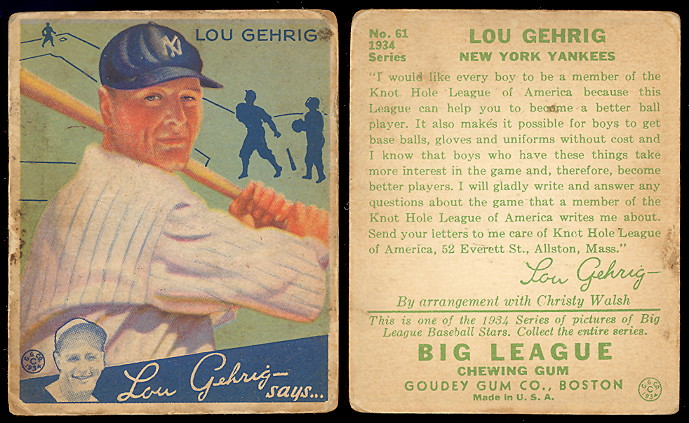 LOU GEHRIG
NY
Lou Gehrig—
says...
G.G.Co.
C
1934
No. 61
1934
Series
LOU GEHRIG
NEW YORK YANKEES
"I would like every boy to be a member of the
Knot Hole League of America because this
League can help you to become a better ball
player. It also makes it possible for boys to get
base balls, gloves and uniforms without cost and
I know that boys who have these things take
more interest in the game and, therefore, become
better players. I will gladly write and answer any
questions about the game that a member of the
Knot Hole League of America writes me about.
Send your letters to me care of Knot Hole League
of America, 52 Everett St., Allston, Mass."
Lou Gehrig—
By arrangement with Christy Walsh
This is one of the 1934 Series of pictures of Big
League Baseball Stars. Collect the entire series.
BIG LEAGUE
CHEWING GUM
GOUDEY GUM CO., BOSTON
Made in U. S. A.
G.G.Co.
C
1934